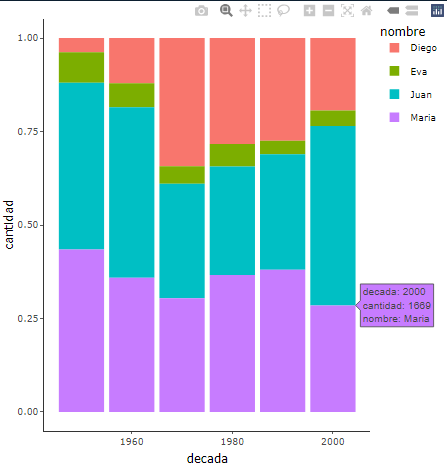 nombre
Diego
Eva
Juan
Maria
1.00
0.75
0.50
0.25
0.00
cantidad
decada: 2000
cantidad: 1669
nombre: Maria
1960
1980
2000
decada